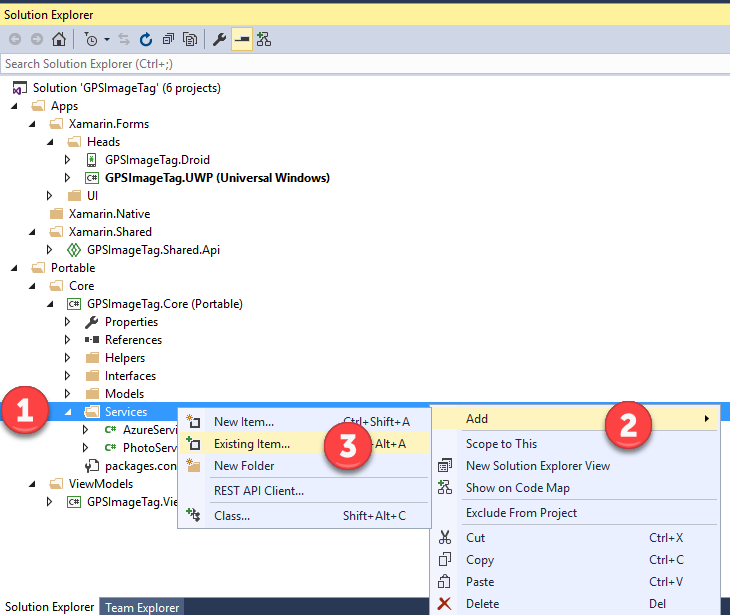 Solution Explorer
Search Solution Explorer (Ctrl+;)
Solution 'GPSImageTag' (6 projects)
Apps
Xamarin.Forms
Heads
GPSImageTag.Droid
C# GPSImageTag.UWP (Universal Windows)
UI
Xamarin.Native
Xamarin.Shared
GPSImageTag.Shared.Api
Portable
Core
C# GPSImageTag.Core (Portable)
Properties
References
Helpers
Interfaces
Models
1 Services
C# AzureServi
C# PhotoServ
packages.con
ViewModels
C# GPSImageTag.Vie
New Item... Ctrl+Shift+A
Existing Item... 3 Alt+A
New Folder
REST API Client...
Class... Shift+Alt+C
Add 2
Scope to This
New Solution Explorer View
Show on Code Map
Exclude From Project
Cut Ctrl+X
Copy Ctrl+C
Paste Ctrl+V
Delete Del
Solution Explorer Team Explorer